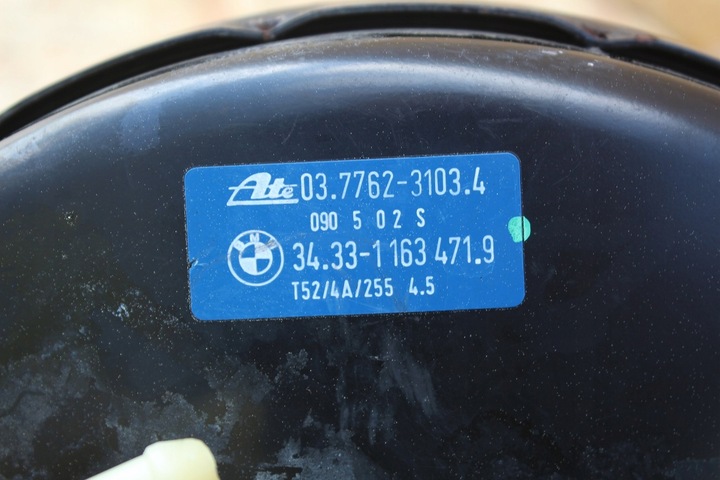 Ate 03.7762-3103.4
090 5 02 S
BMW 34.33-1 163 471.9
T52/4A/255 4.5